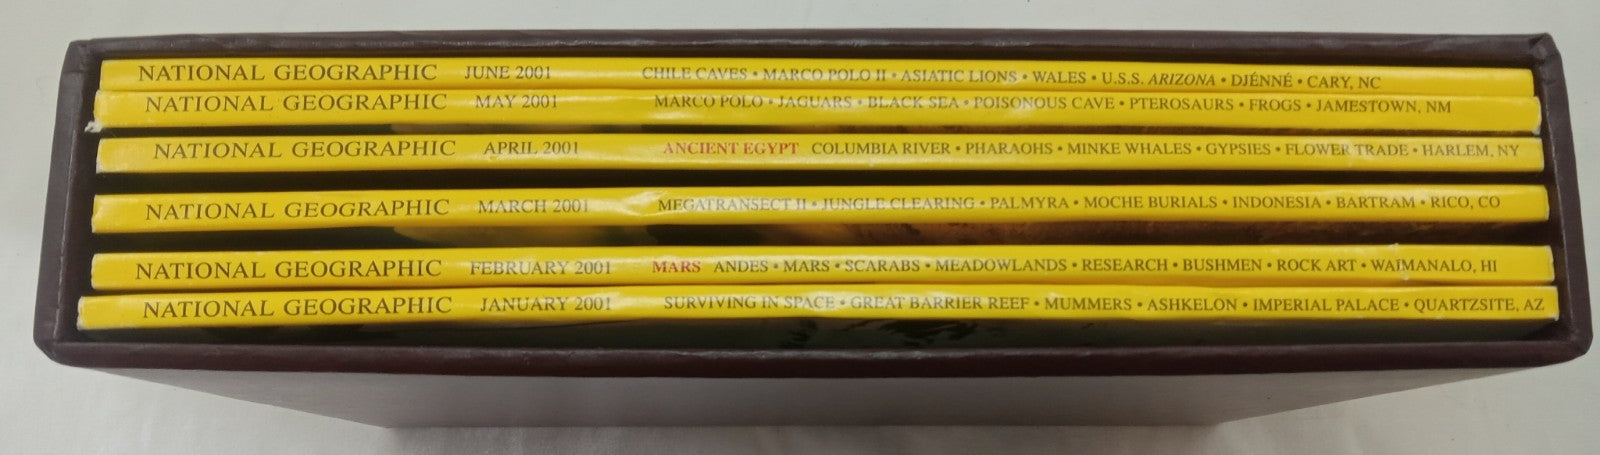 NATIONAL GEOGRAPHIC JUNE 2001 CHILE CAVES • MARCO POLO II • ASIATIC LIONS • WALES • U.S.S. ARIZONA • DJÉNNÉ • CARY, NC
NATIONAL GEOGRAPHIC MAY 2001 MARCO POLO • JAGUARS • BLACK SEA • POISONOUS CAVE • PTEROSAURS • FROGS • JAMESTOWN, NM
NATIONAL GEOGRAPHIC APRIL 2001 ANCIENT EGYPT COLUMBIA RIVER • PHARAOHS • MINKE WHALES • GYPSIES • FLOWER TRADE • HARLEM, NY
NATIONAL GEOGRAPHIC MARCH 2001 MEGATRANSECT II • JUNGLE CLEARING • PALMYRA • MOCHE BURIALS • INDONESIA • BARTRAM • RICO, CO
NATIONAL GEOGRAPHIC FEBRUARY 2001 MARS ANDES • MARS • SCARABS • MEADOWLANDS • RESEARCH • BUSHMEN • ROCK ART • WAIMANALO, HI
NATIONAL GEOGRAPHIC JANUARY 2001 SURVIVING IN SPACE • GREAT BARRIER REEF • MUMMERS • ASHKELON • IMPERIAL PALACE • QUARTZSITE, AZ